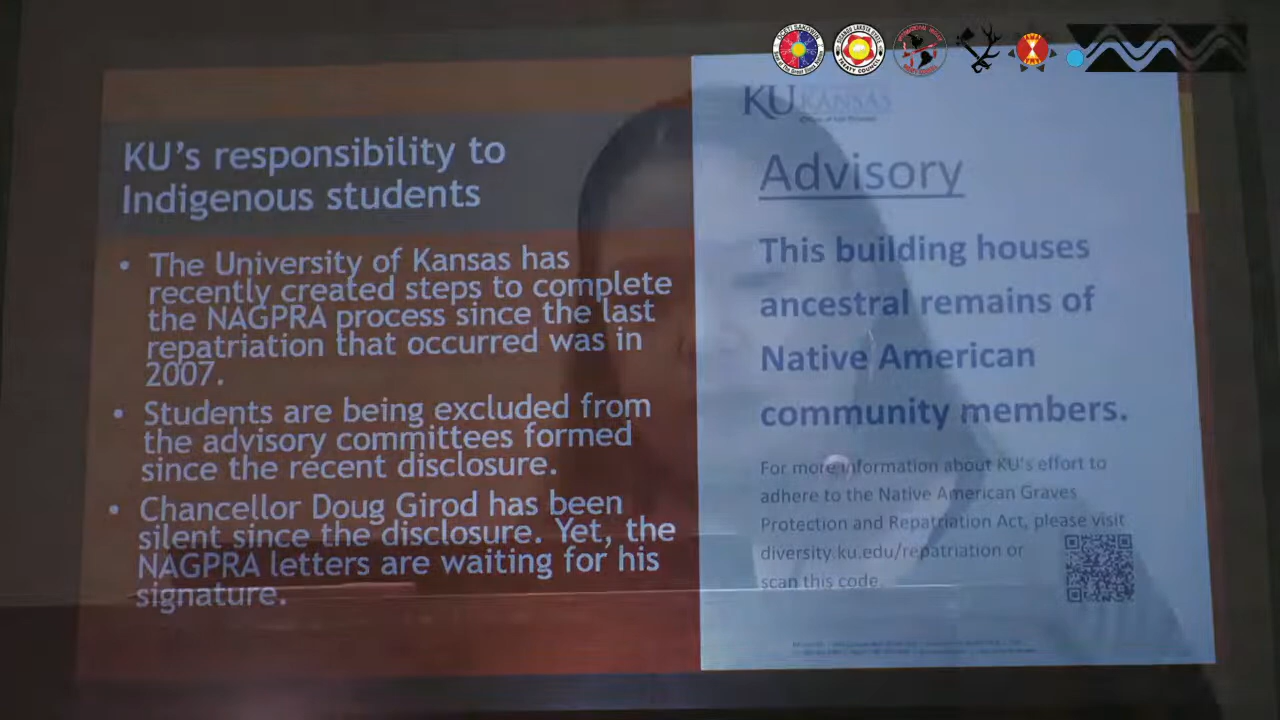 KU's responsibility to
Indigenous students
• The University of Kansas has
recently created steps to complete
the NAGPRA process since the last
repatriation that occurred was in
2007.
• Students are being excluded from
the advisory committees formed
since the recent disclosure.
• Chancellor Doug Girod has been
silent since the disclosure. Yet, the
NAGPRA letters are waiting for his
signature.
KU KANSAS
Advisory
This building houses
ancestral remains of
Native American
community members.
For more information about KU's effort to
adhere to the Native American Graves
Protection and Repatriation Act, please visit
diversity.ku.edu/repatriation or
scan this code.
TREATY COUNCIL